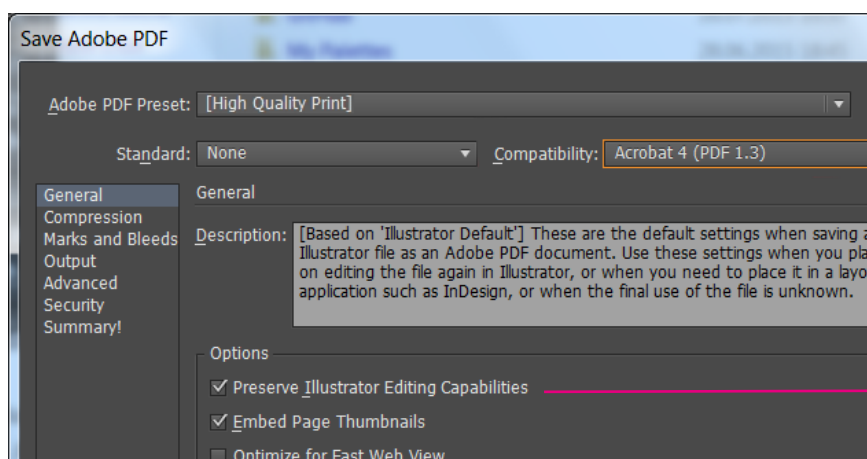 Save Adobe PDF
Adobe PDF Preset: [High Quality Print]
Standard: None Compatibility: Acrobat 4 (PDF 1.3)
General
Compression
Marks and Bleeds
Output
Advanced
Security
Summary!
General
Description: [Based on 'Illustrator Default'] These are the default settings when saving a
Illustrator file as an Adobe PDF document. Use these settings when you pla
on editing the file again in Illustrator, or when you need to place it in a layo
application such as InDesign, or when the final use of the file is unknown.
Options
Preserve Illustrator Editing Capabilities
Embed Page Thumbnails
Optimize for Fast Web View